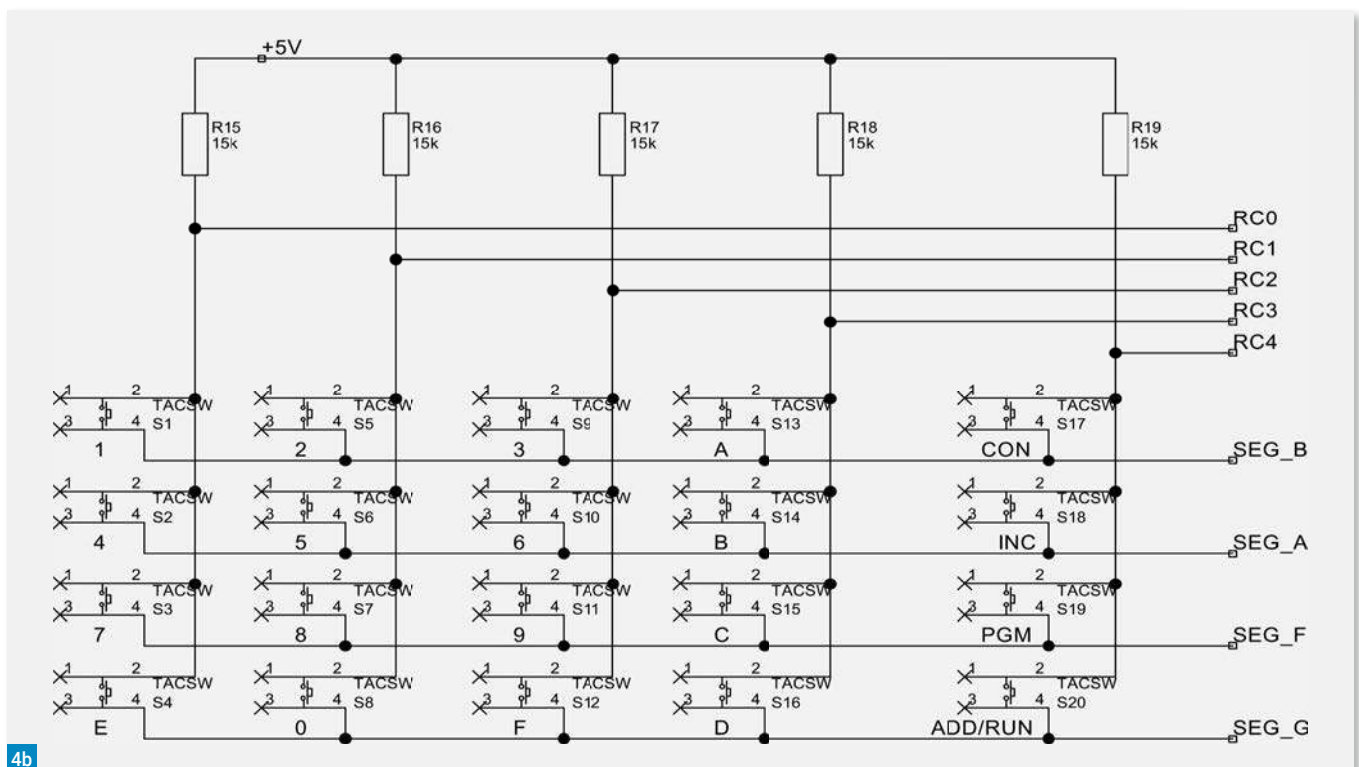 +5V
R15 R16 R17 R18 R19
15k 15k 15k 15k 15k
RC0
RC1
RC2
RC3
RC4
1 2 1 2 1 2 1 2 1 2
TACSW TACSW TACSW TACSW TACSW
3 4 S1 3 4 S5 3 4 S9 3 4 S13 3 4 S17
1 2 3 A CON SEG_B
1 2 1 2 1 2 1 2 1 2
TACSW TACSW TACSW TACSW TACSW
3 4 S2 3 4 S6 3 4 S10 3 4 S14 3 4 S18
4 5 6 B INC SEG_A
1 2 1 2 1 2 1 2 1 2
TACSW TACSW TACSW TACSW TACSW
3 4 S3 3 4 S7 3 4 S11 3 4 S15 3 4 S19
7 8 9 C PGM SEG_F
1 2 1 2 1 2 1 2 1 2
TACSW TACSW TACSW TACSW TACSW
3 4 S4 3 4 S8 3 4 S12 3 4 S16 3 4 S20
E 0 F D ADD/RUN SEG_G
4b